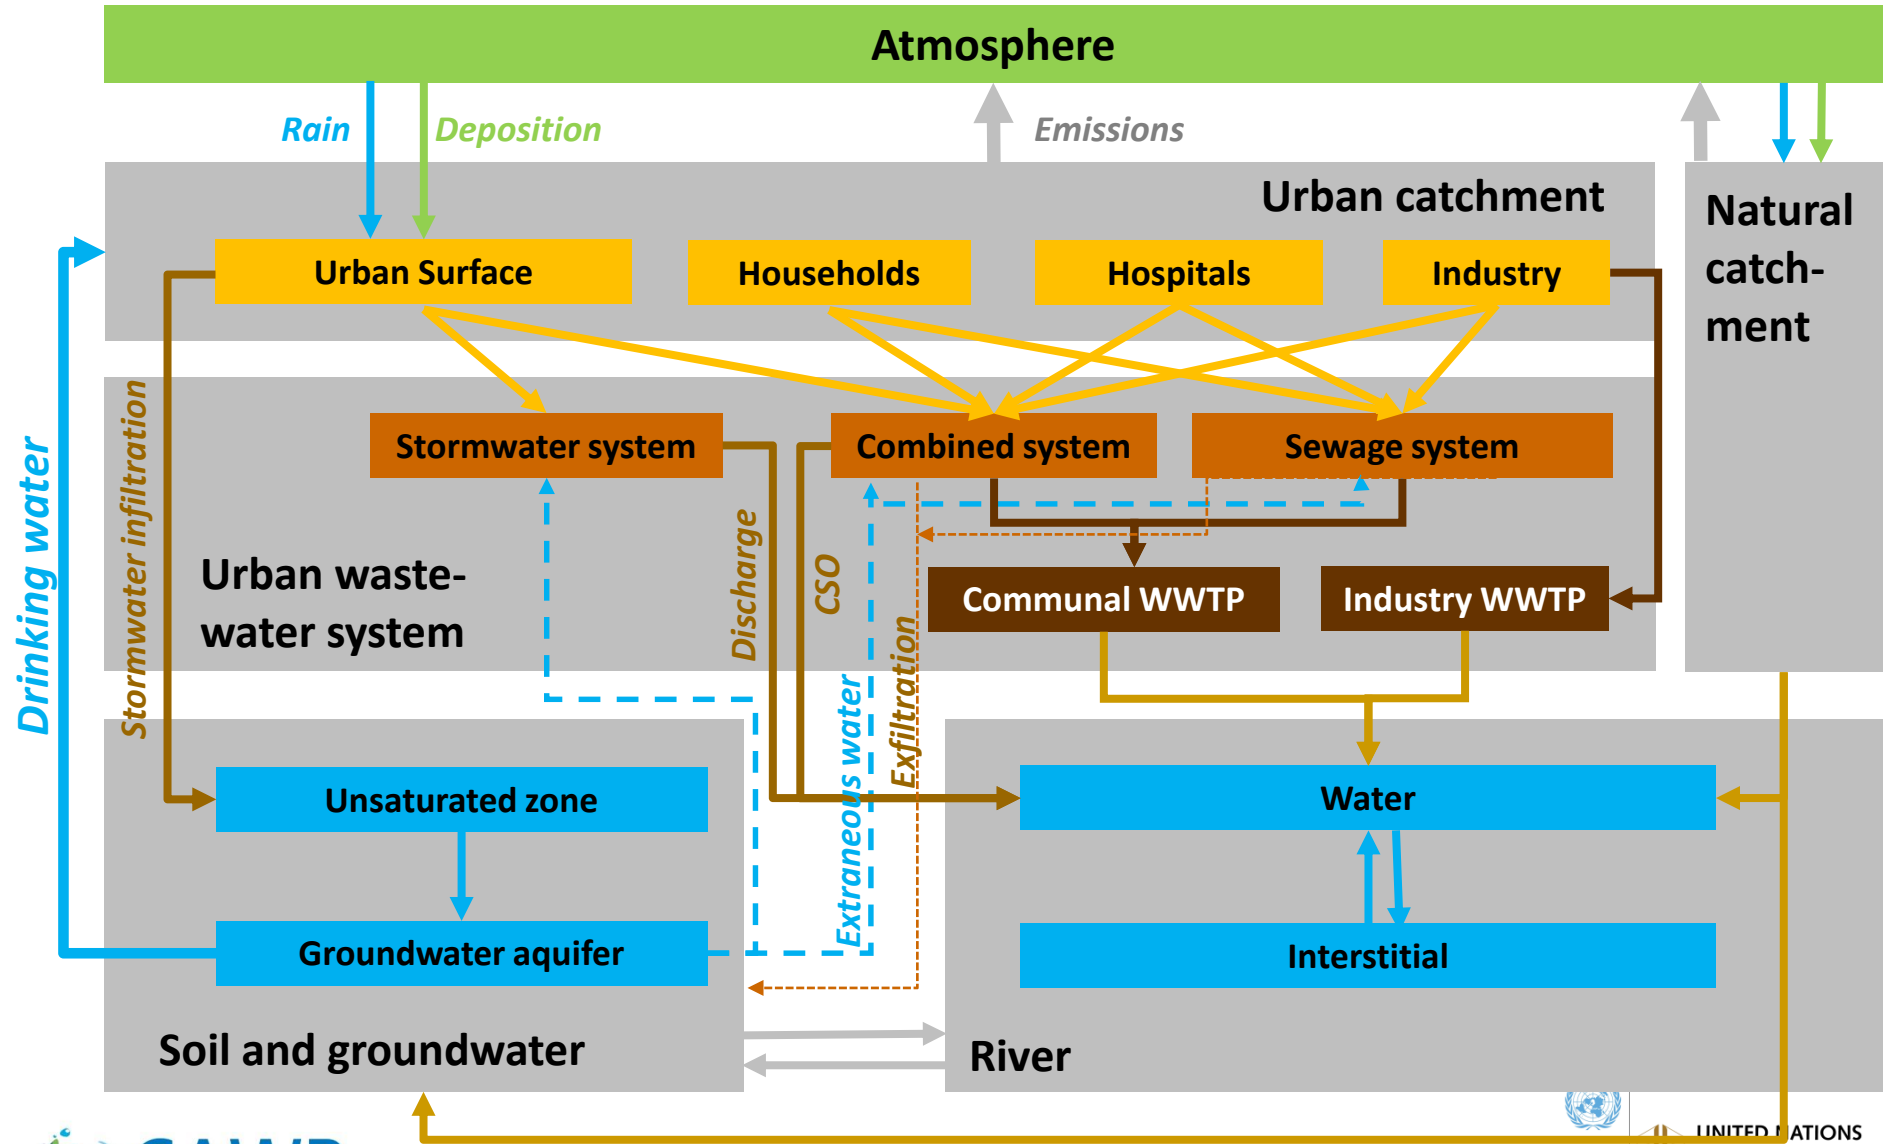 Atmosphere
Rain
Deposition
Emissions
Urban catchment
Natural
catch-
ment
Urban Surface
Households
Hospitals
Industry
Drinking water
Stormwater infiltration
Stormwater system
Combined system
Sewage system
Discharge
CSO
Urban waste-
water system
Communal WWTP
Industry WWTP
Exfiltration
Extraneous water
Unsaturated zone
Water
Groundwater aquifer
Interstitial
Soil and groundwater
River
UNITED NATIONS